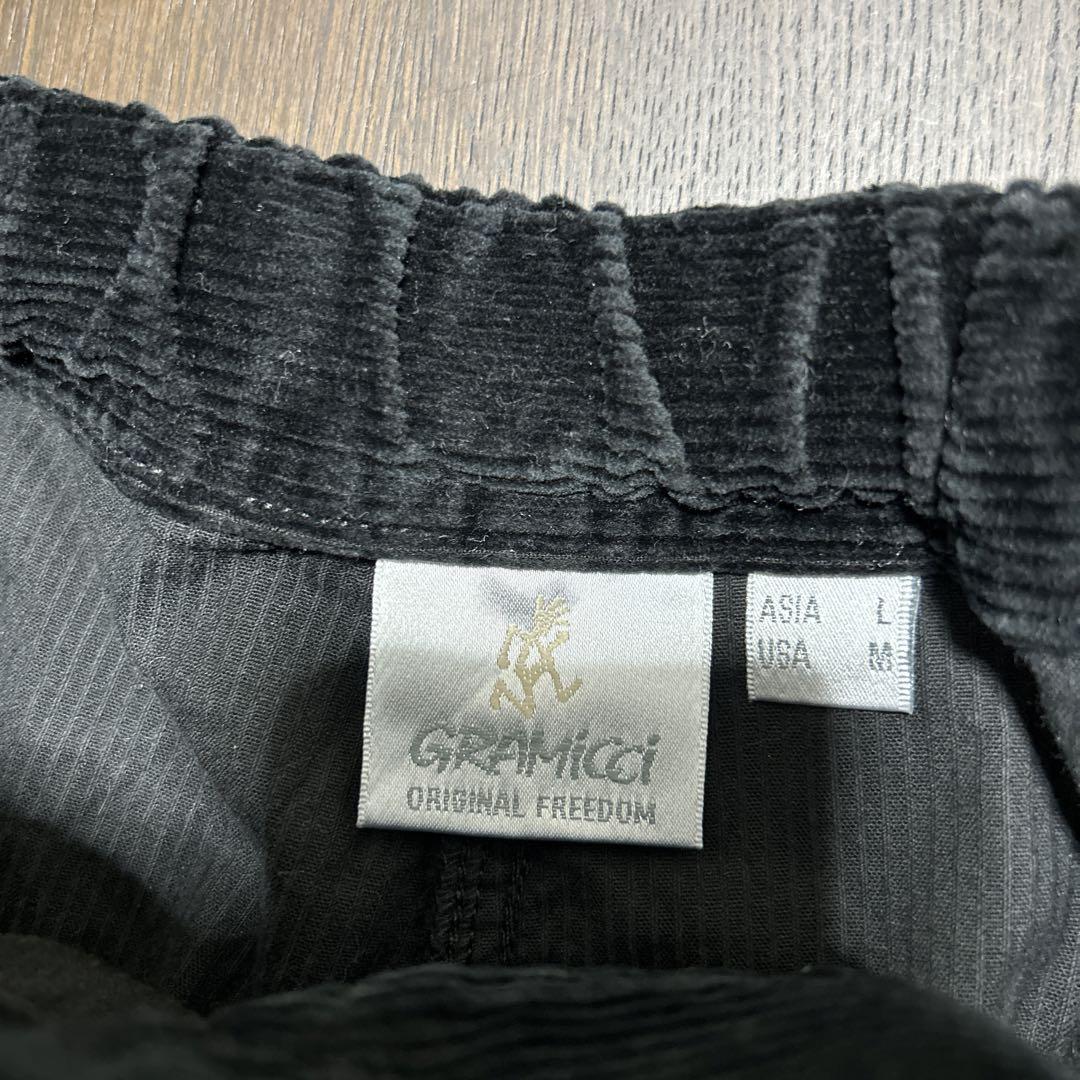 GRAMiCCi
ORIGINAL FREEDOM
ASIA L
USA M